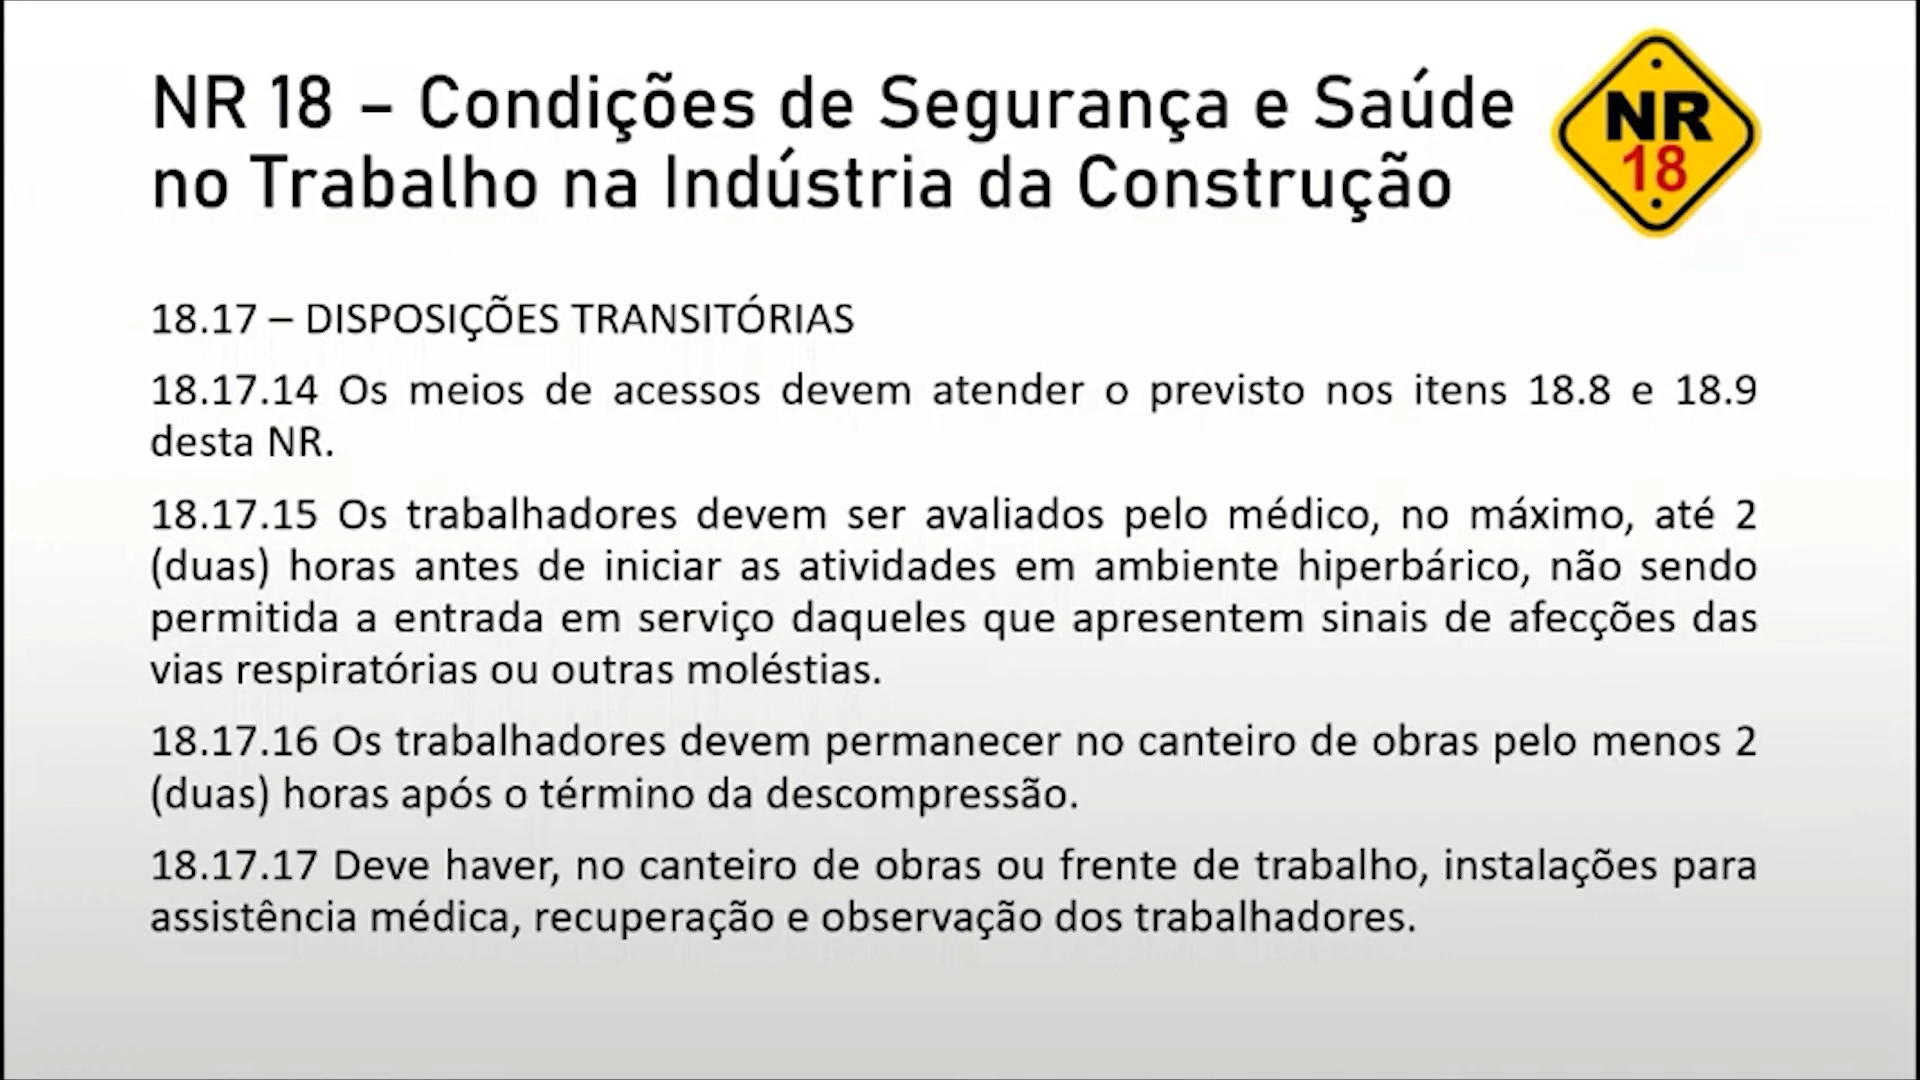 NR 18 – Condições de Segurança e Saúde
no Trabalho na Indústria da Construção
NR
18
18.17 – DISPOSIÇÕES TRANSITÓRIAS
18.17.14 Os meios de acessos devem atender o previsto nos itens 18.8 e 18.9
desta NR.
18.17.15 Os trabalhadores devem ser avaliados pelo médico, no máximo, até 2
(duas) horas antes de iniciar as atividades em ambiente hiperbárico, não sendo
permitida a entrada em serviço daqueles que apresentem sinais de afecções das
vias respiratórias ou outras moléstias.
18.17.16 Os trabalhadores devem permanecer no canteiro de obras pelo menos 2
(duas) horas após o término da descompressão.
18.17.17 Deve haver, no canteiro de obras ou frente de trabalho, instalações para
assistência médica, recuperação e observação dos trabalhadores.